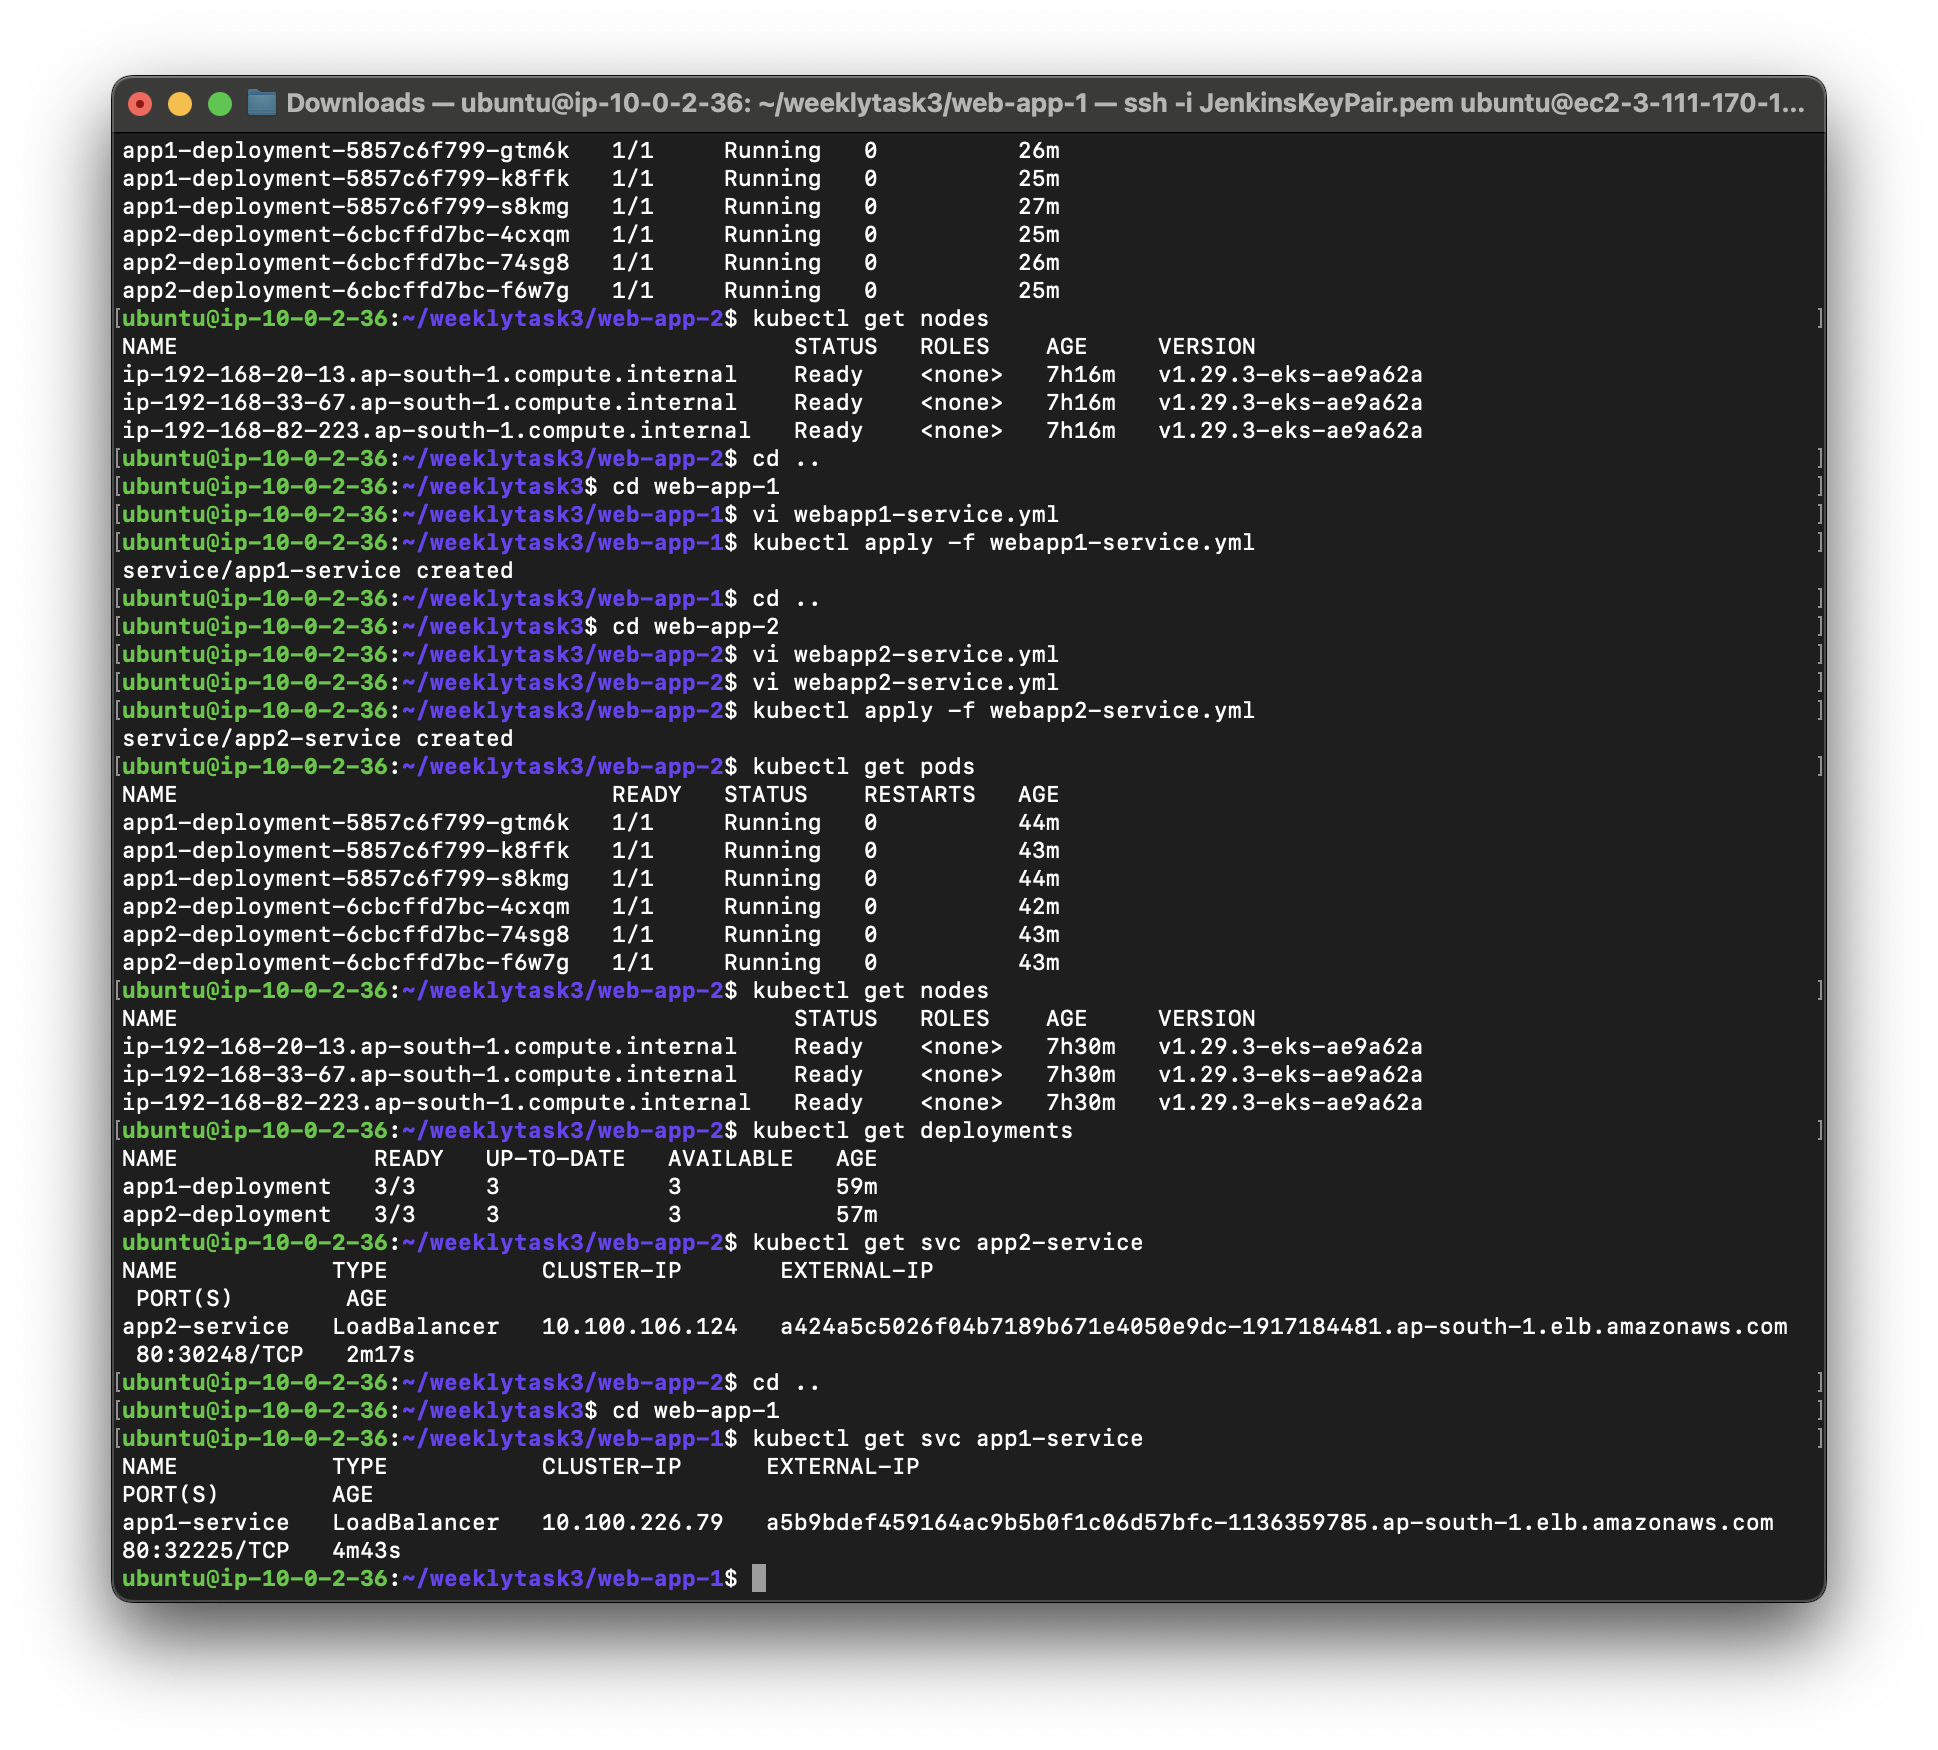 Downloads — ubuntu@ip-10-0-2-36: ~/weeklytask3/web-app-1 — ssh -i JenkinsKeyPair.pem ubuntu@ec2-3-111-170-1...
app1-deployment-5857c6f799-gtm6k   1/1     Running   0          26m
app1-deployment-5857c6f799-k8ffk   1/1     Running   0          25m
app1-deployment-5857c6f799-s8kmg   1/1     Running   0          27m
app2-deployment-6cbcffd7bc-4cxqm   1/1     Running   0          25m
app2-deployment-6cbcffd7bc-74sg8   1/1     Running   0          26m
app2-deployment-6cbcffd7bc-f6w7g   1/1     Running   0          25m
[ubuntu@ip-10-0-2-36:~/weeklytask3/web-app-2$ kubectl get nodes ]
NAME                                            STATUS   ROLES    AGE     VERSION
ip-192-168-20-13.ap-south-1.compute.internal    Ready    <none>   7h16m   v1.29.3-eks-ae9a62a
ip-192-168-33-67.ap-south-1.compute.internal    Ready    <none>   7h16m   v1.29.3-eks-ae9a62a
ip-192-168-82-223.ap-south-1.compute.internal   Ready    <none>   7h16m   v1.29.3-eks-ae9a62a
[ubuntu@ip-10-0-2-36:~/weeklytask3/web-app-2$ cd .. ]
[ubuntu@ip-10-0-2-36:~/weeklytask3$ cd web-app-1 ]
[ubuntu@ip-10-0-2-36:~/weeklytask3/web-app-1$ vi webapp1-service.yml ]
[ubuntu@ip-10-0-2-36:~/weeklytask3/web-app-1$ kubectl apply -f webapp1-service.yml ]
service/app1-service created
[ubuntu@ip-10-0-2-36:~/weeklytask3/web-app-1$ cd .. ]
[ubuntu@ip-10-0-2-36:~/weeklytask3$ cd web-app-2 ]
[ubuntu@ip-10-0-2-36:~/weeklytask3/web-app-2$ vi webapp2-service.yml ]
[ubuntu@ip-10-0-2-36:~/weeklytask3/web-app-2$ vi webapp2-service.yml ]
[ubuntu@ip-10-0-2-36:~/weeklytask3/web-app-2$ kubectl apply -f webapp2-service.yml ]
service/app2-service created
[ubuntu@ip-10-0-2-36:~/weeklytask3/web-app-2$ kubectl get pods ]
NAME                               READY   STATUS    RESTARTS   AGE
app1-deployment-5857c6f799-gtm6k   1/1     Running   0          44m
app1-deployment-5857c6f799-k8ffk   1/1     Running   0          43m
app1-deployment-5857c6f799-s8kmg   1/1     Running   0          44m
app2-deployment-6cbcffd7bc-4cxqm   1/1     Running   0          42m
app2-deployment-6cbcffd7bc-74sg8   1/1     Running   0          43m
app2-deployment-6cbcffd7bc-f6w7g   1/1     Running   0          43m
[ubuntu@ip-10-0-2-36:~/weeklytask3/web-app-2$ kubectl get nodes ]
NAME                                            STATUS   ROLES    AGE     VERSION
ip-192-168-20-13.ap-south-1.compute.internal    Ready    <none>   7h30m   v1.29.3-eks-ae9a62a
ip-192-168-33-67.ap-south-1.compute.internal    Ready    <none>   7h30m   v1.29.3-eks-ae9a62a
ip-192-168-82-223.ap-south-1.compute.internal   Ready    <none>   7h30m   v1.29.3-eks-ae9a62a
[ubuntu@ip-10-0-2-36:~/weeklytask3/web-app-2$ kubectl get deployments ]
NAME              READY   UP-TO-DATE   AVAILABLE   AGE
app1-deployment   3/3     3            3           59m
app2-deployment   3/3     3            3           57m
ubuntu@ip-10-0-2-36:~/weeklytask3/web-app-2$ kubectl get svc app2-service
NAME           TYPE           CLUSTER-IP       EXTERNAL-IP
 PORT(S)        AGE
app2-service   LoadBalancer   10.100.106.124   a424a5c5026f04b7189b671e4050e9dc-1917184481.ap-south-1.elb.amazonaws.com
 80:30248/TCP   2m17s
[ubuntu@ip-10-0-2-36:~/weeklytask3/web-app-2$ cd .. ]
[ubuntu@ip-10-0-2-36:~/weeklytask3$ cd web-app-1 ]
[ubuntu@ip-10-0-2-36:~/weeklytask3/web-app-1$ kubectl get svc app1-service ]
NAME           TYPE           CLUSTER-IP      EXTERNAL-IP
PORT(S)        AGE
app1-service   LoadBalancer   10.100.226.79   a5b9bdef459164ac9b5b0f1c06d57bfc-1136359785.ap-south-1.elb.amazonaws.com
80:32225/TCP   4m43s
ubuntu@ip-10-0-2-36:~/weeklytask3/web-app-1$